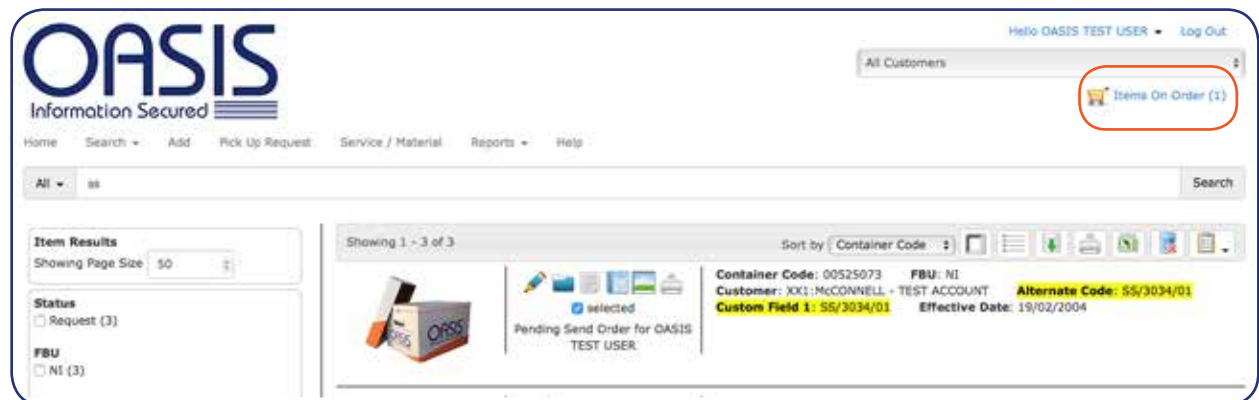 OASIS
Information Secured
Hello OASIS TEST USER Log Out
All Customers
Items On Order (1)
Home Search Add Pick Up Request Service / Material Reports Help
All ss Search
Item Results
Showing Page Size 50
Status
Request (3)
FBU
NI (3)
Showing 1 - 3 of 3 Sort by Container Code
OASIS
selected
Pending Send Order for OASIS
TEST USER
Container Code: 00525073 FBU: NI
Customer: XX1:McCONNELL - TEST ACCOUNT Alternate Code: SS/3034/01
Custom Field 1: SS/3034/01 Effective Date: 19/02/2004